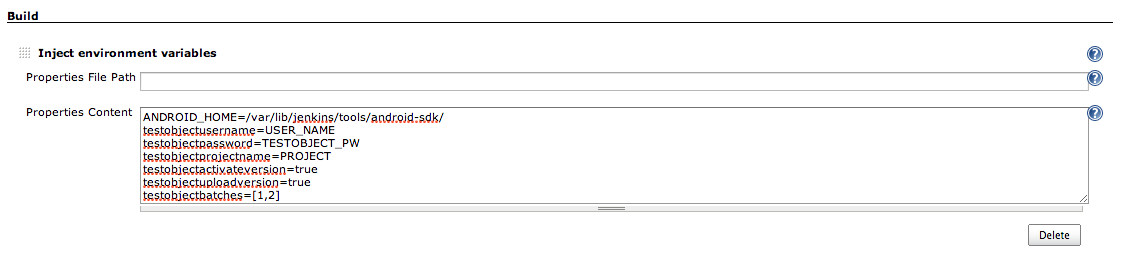 Build
Inject environment variables
Properties File Path
Properties Content
ANDROID_HOME=/var/lib/jenkins/tools/android-sdk/
testobjectusername=USER_NAME
testobjectpassword=TESTOBJECT_PW
testobjectprojectname=PROJECT
testobjectactivateversion=true
testobjectuploadversion=true
testobjectbatches=[1,2]
Delete